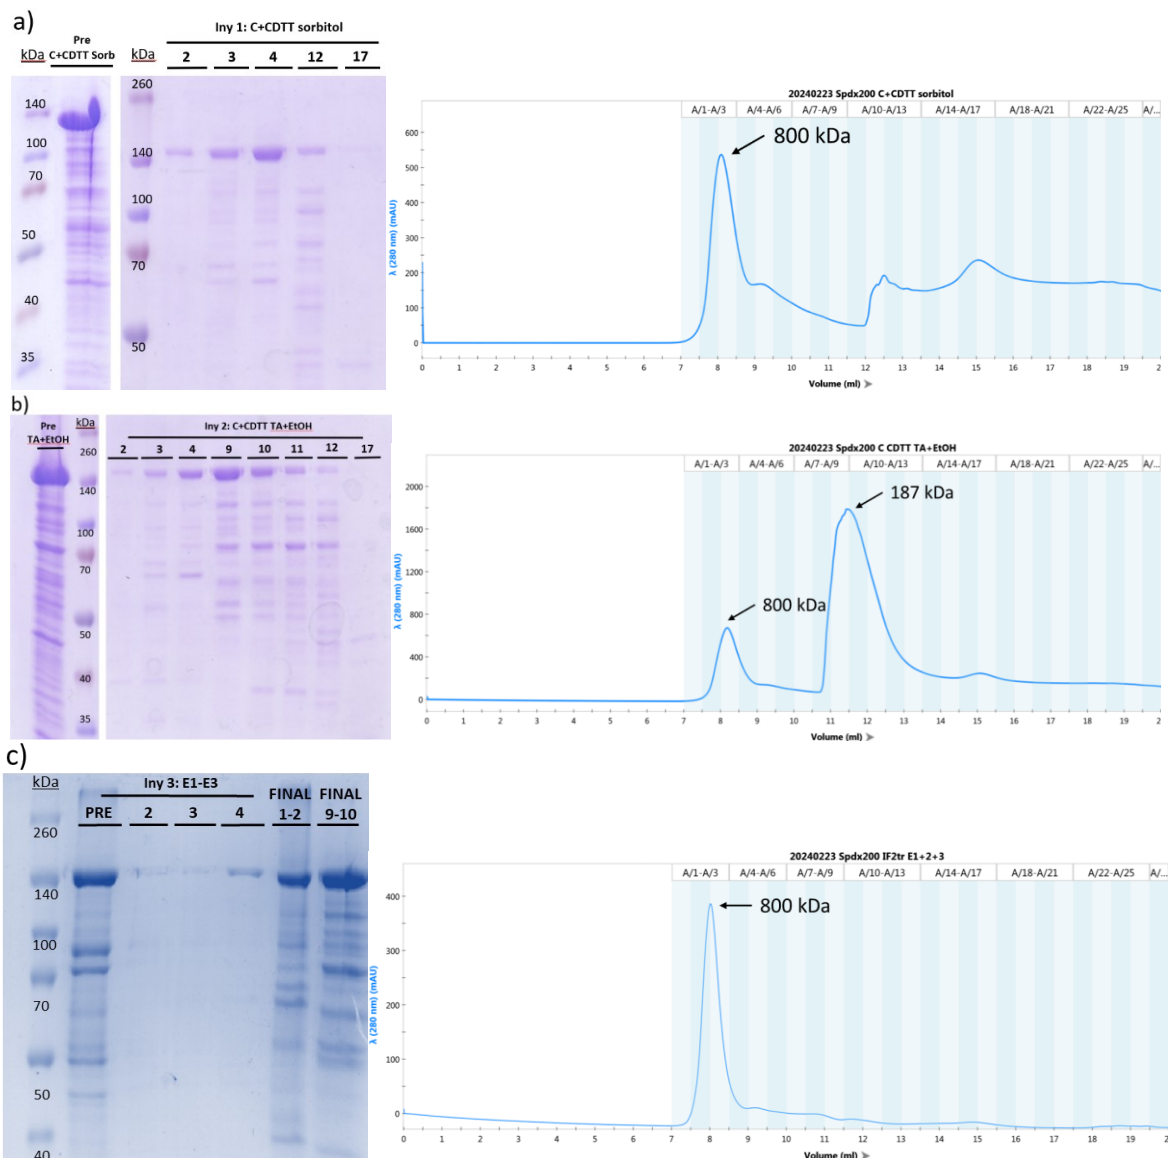 a)
Pre
C+CDTT Sorb
kDa
140
100
70
50
40
35
Iny 1: C+CDTT sorbitol
kDa
2 3 4 12 17
260
140
100
70
50
20240223 Spdx200 C+CDTT sorbitol
A/1-A/3 A/4-A/6 A/7-A/9 A/10-A/13 A/14-A/17 A/18-A/21 A/22-A/25 A/...
800 kDa
λ (280 nm) (mAU)
600
500
400
300
200
100
0
0 1 2 3 4 5 6 7 8 9 10 11 12 13 14 15 16 17 18 19 2
Volume (ml)
b)
Pre
TA+EtOH
kDa
260
140
100
70
50
40
35
Iny 2: C+CDTT TA+EtOH
2 3 4 9 10 11 12 17
20240223 Spdx200 C CDTT TA+EtOH
A/1-A/3 A/4-A/6 A/7-A/9 A/10-A/13 A/14-A/17 A/18-A/21 A/22-A/25 A/...
187 kDa
800 kDa
λ (280 nm) (mAU)
2000
1600
1200
800
400
0
0 1 2 3 4 5 6 7 8 9 10 11 12 13 14 15 16 17 18 19 2
Volume (ml)
c)
kDa
Iny 3: E1-E3
PRE 2 3 4
FINAL
1-2
FINAL
9-10
260
140
100
70
50
40
20240223 Spdx200 IF2tr E1+2+3
A/1-A/3 A/4-A/6 A/7-A/9 A/10-A/13 A/14-A/17 A/18-A/21 A/22-A/25 A/...
800 kDa
λ (280 nm) (mAU)
400
300
200
100
0
0 1 2 3 4 5 6 7 8 9 10 11 12 13 14 15 16 17 18 19 2
Volume (ml)